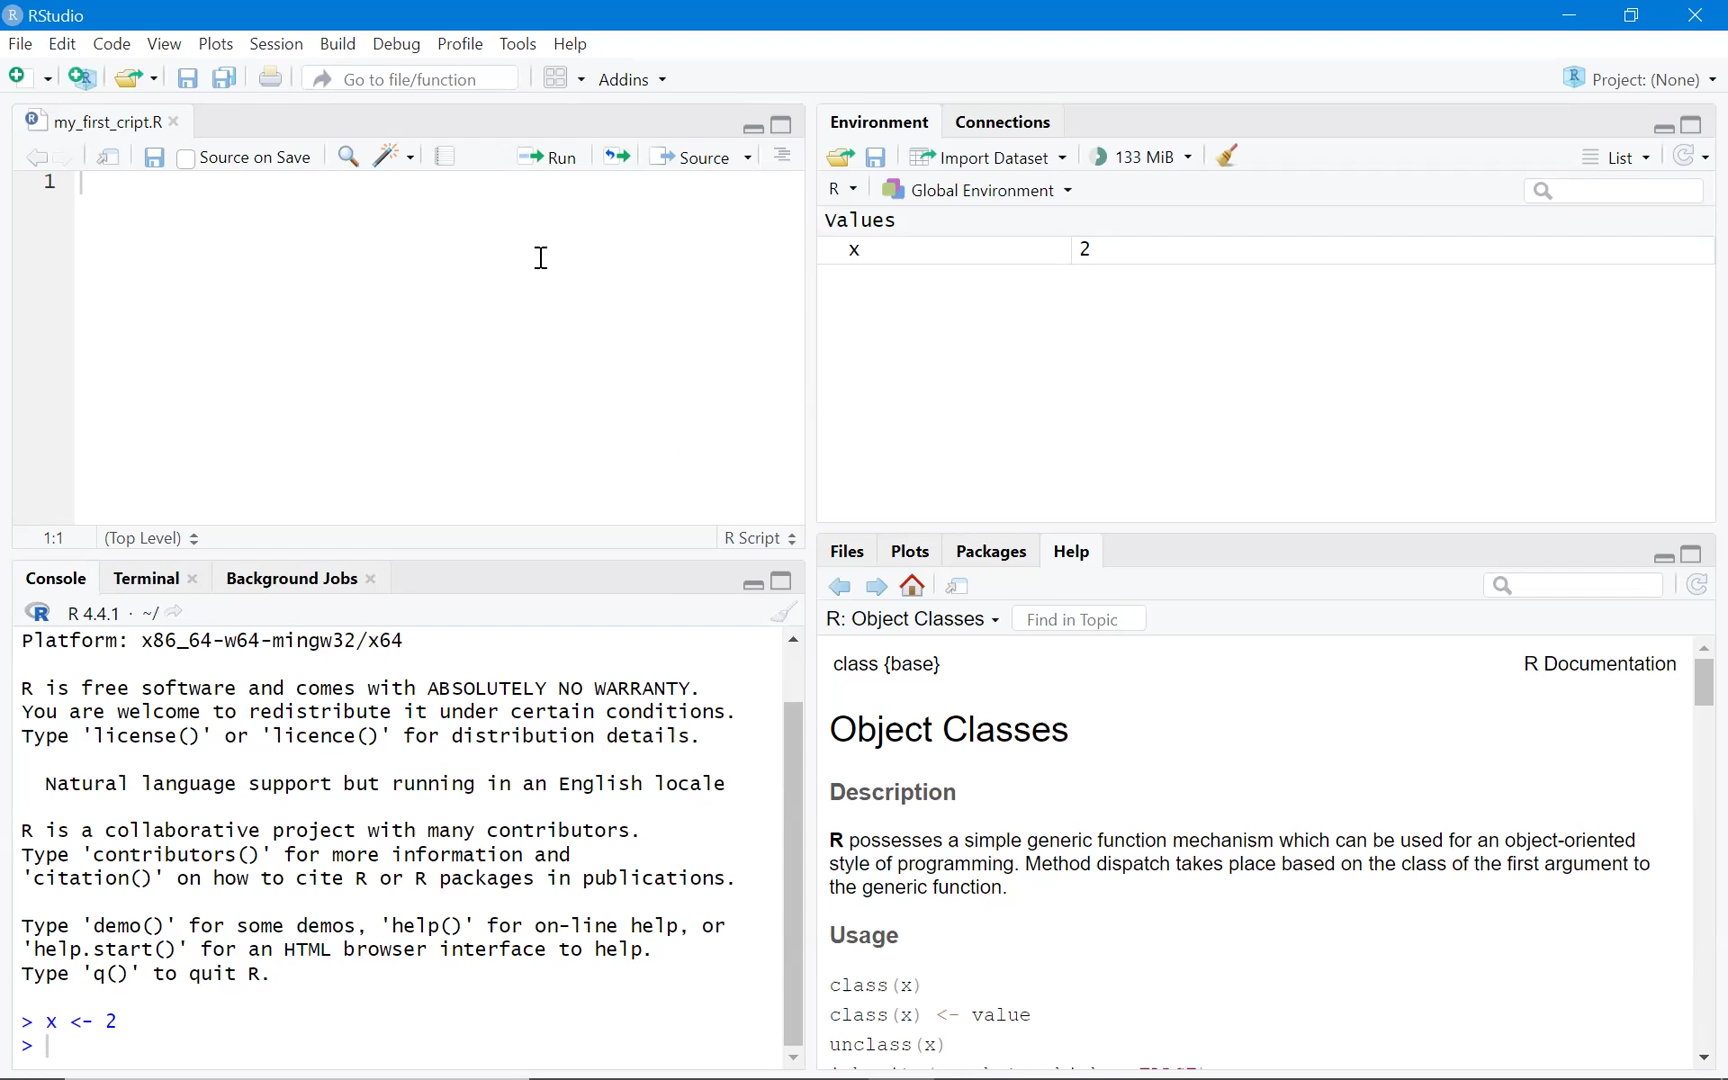 R RStudio
File Edit Code View Plots Session Build Debug Profile Tools Help
Go to file/function Addins Project: (None)
my_first_cript.R
Source on Save Run Source
1
1:1 (Top Level) R Script
Console Terminal Background Jobs
R R 4.4.1 · ~/
Platform: x86_64-w64-mingw32/x64
R is free software and comes with ABSOLUTELY NO WARRANTY.
You are welcome to redistribute it under certain conditions.
Type 'license()' or 'licence()' for distribution details.
Natural language support but running in an English locale
R is a collaborative project with many contributors.
Type 'contributors()' for more information and
'citation()' on how to cite R or R packages in publications.
Type 'demo()' for some demos, 'help()' for on-line help, or
'help.start()' for an HTML browser interface to help.
Type 'q()' to quit R.
> x <- 2
>
Environment Connections
Import Dataset 133 MiB List
R Global Environment
Values
x 2
Files Plots Packages Help
R: Object Classes Find in Topic
class {base} R Documentation
Object Classes
Description
R possesses a simple generic function mechanism which can be used for an object-oriented
style of programming. Method dispatch takes place based on the class of the first argument to
the generic function.
Usage
class(x)
class(x) <- value
unclass(x)